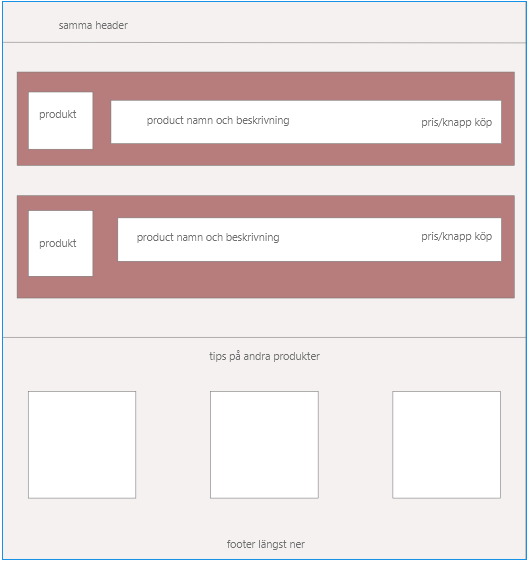 samma header
produkt
product namn och beskrivning
pris/knapp köp
produkt
product namn och beskrivning
pris/knapp köp
tips på andra produkter
footer längst ner